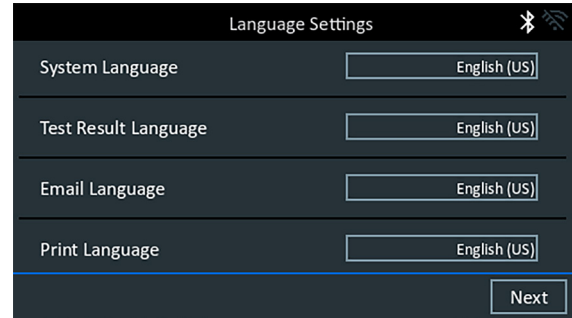 Language Settings
System Language English (US)
Test Result Language English (US)
Email Language English (US)
Print Language English (US)
Next